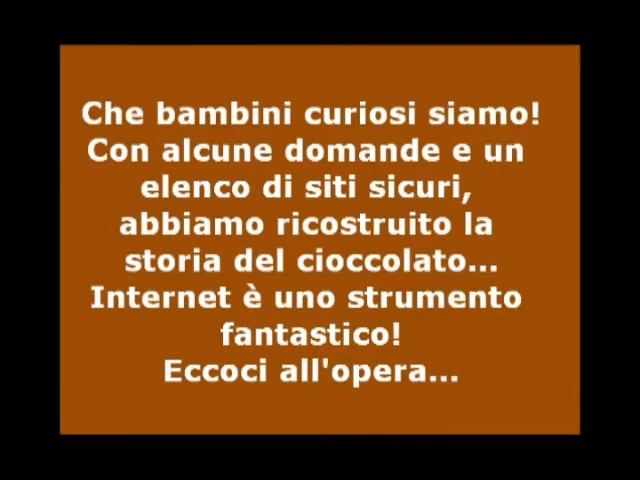 Che bambini curiosi siamo!
Con alcune domande e un
elenco di siti sicuri,
abbiamo ricostruito la
storia del cioccolato...
Internet è uno strumento
fantastico!
Eccoci all'opera...